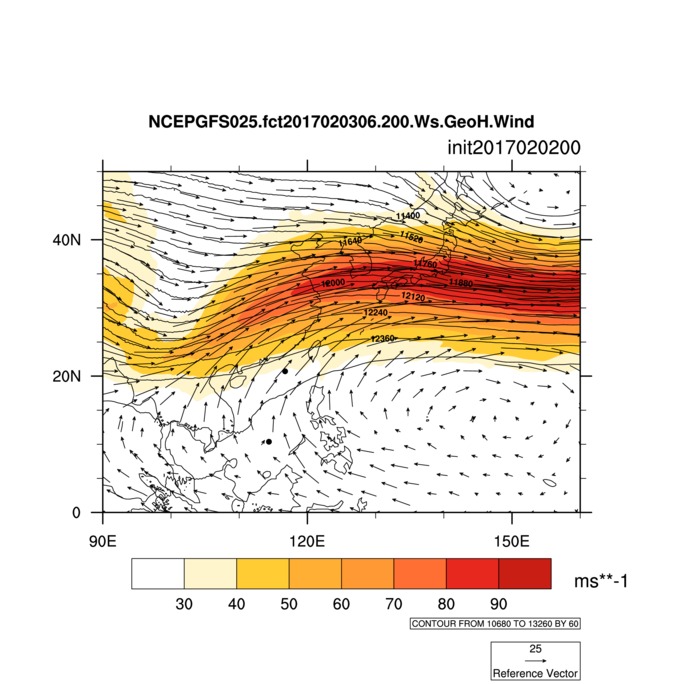 NCEPGFS025.fct2017020306.200.Ws.GeoH.Wind
init2017020200
11400
11640
11520
40N
11760
12000
11880
12120
12240
12360
20N
0
90E 120E 150E
ms**-1
30 40 50 60 70 80 90
CONTOUR FROM 10680 TO 13260 BY 60
25
Reference Vector